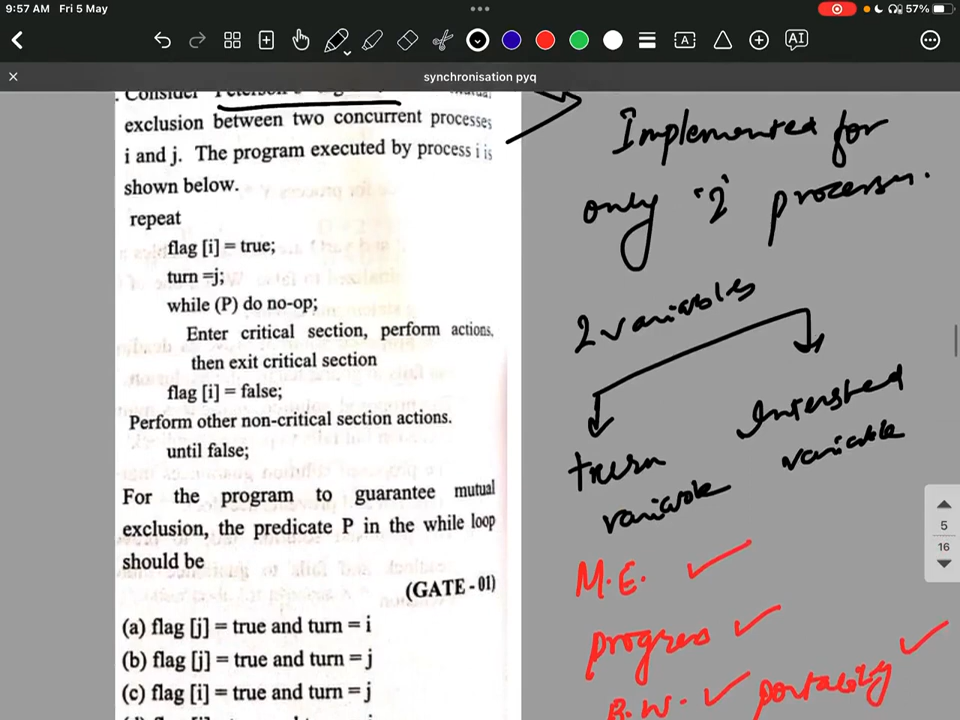 9:57 AM Fri 5 May
57%
synchronisation pyq
. Consider
exclusion between two concurrent processes
i and j. The program executed by process i is
shown below.
repeat
flag [i] = true;
turn =j;
while (P) do no-op;
Enter critical section, perform actions,
then exit critical section
flag [i] = false;
Perform other non-critical section actions.
until false;
For the program to guarantee mutual
exclusion, the predicate P in the while loop
should be
(GATE - 01)
(a) flag [j] = true and turn = i
(b) flag [j] = true and turn = j
(c) flag [i] = true and turn = j
Implemented for
only '2' processes.
2 variables
turn
variable
Interested
variable
M.E.
progress
B.W. portability
5
16